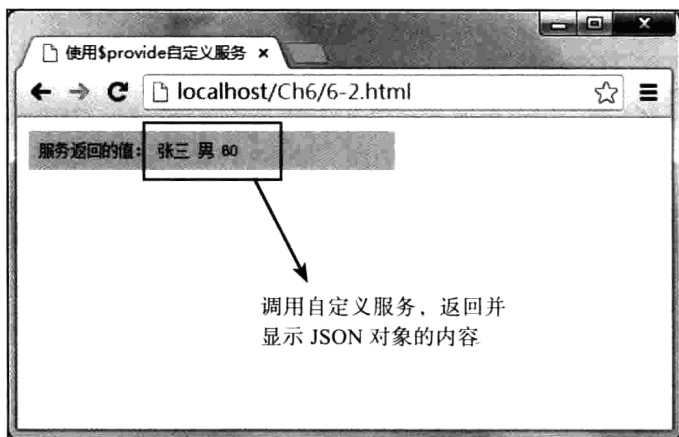 使用$provide自定义服务 ×
localhost/Ch6/6-2.html
服务返回的值： 张三 男 60
调用自定义服务，返回并
显示 JSON 对象的内容